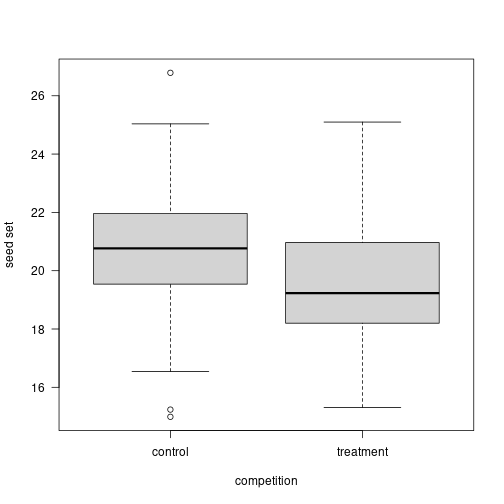 26
24
22
20
18
16
seed set
control treatment
competition